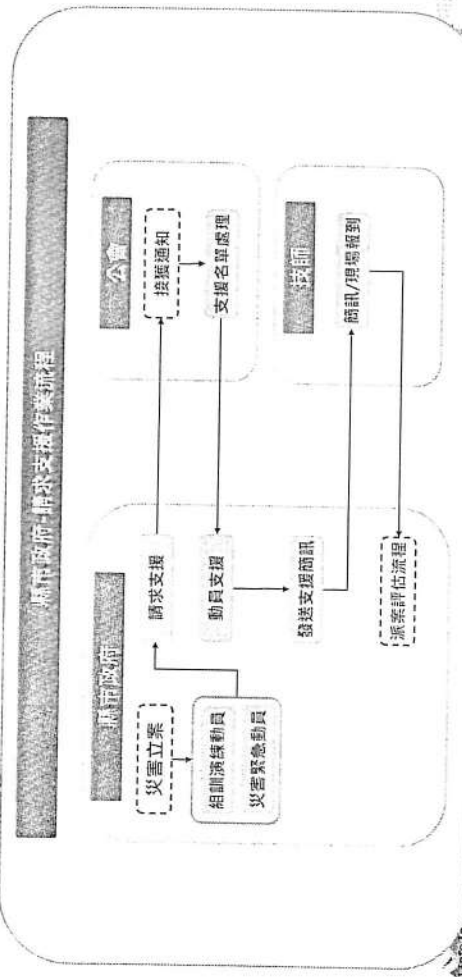 縣市政府-請求支援作業流程
縣市政府
災害立案
組訓演練動員
災害緊急動員
請求支援
動員支援
發送支援簡訊
派案評估流程
公會
接獲通知
支援名單處理
技師
簡訊/現場報到